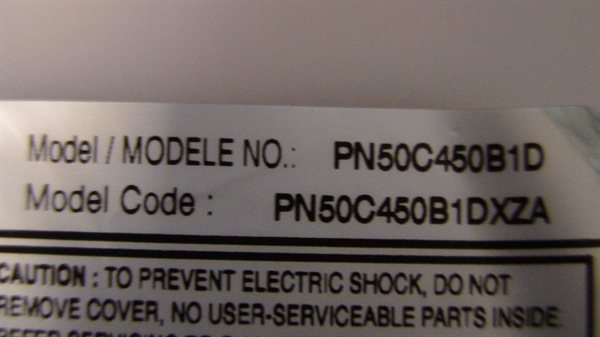 Model / MODELE NO.: PN50C450B1D
Model Code : PN50C450B1DXZA
CAUTION : TO PREVENT ELECTRIC SHOCK, DO NOT
REMOVE COVER, NO USER-SERVICEABLE PARTS INSIDE